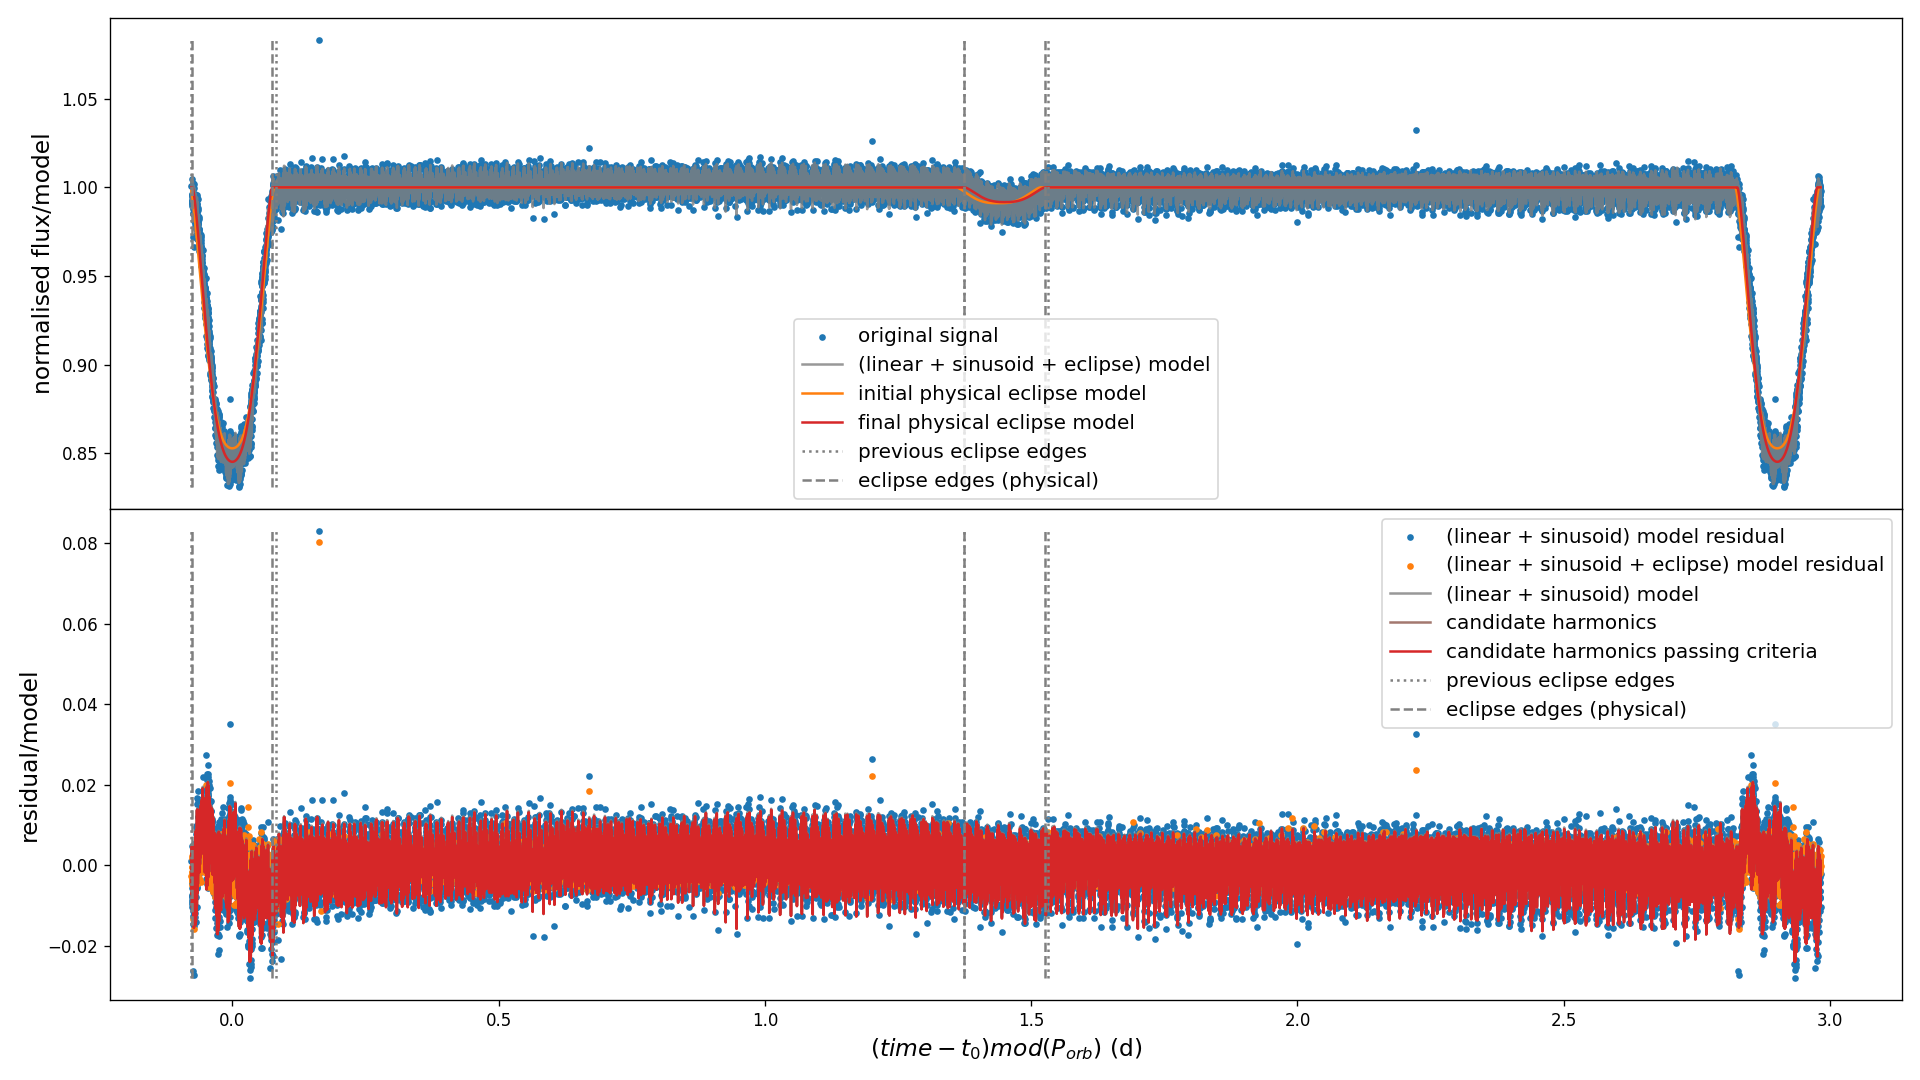 normalised flux/model
1.05
1.00
0.95
0.90
0.85
original signal
(linear + sinusoid + eclipse) model
initial physical eclipse model
final physical eclipse model
previous eclipse edges
eclipse edges (physical)
residual/model
0.08
0.06
0.04
0.02
0.00
−0.02
(linear + sinusoid) model residual
(linear + sinusoid + eclipse) model residual
(linear + sinusoid) model
candidate harmonics
candidate harmonics passing criteria
previous eclipse edges
eclipse edges (physical)
0.0 0.5 1.0 1.5 2.0 2.5 3.0
(time − t₀)mod(P_orb) (d)